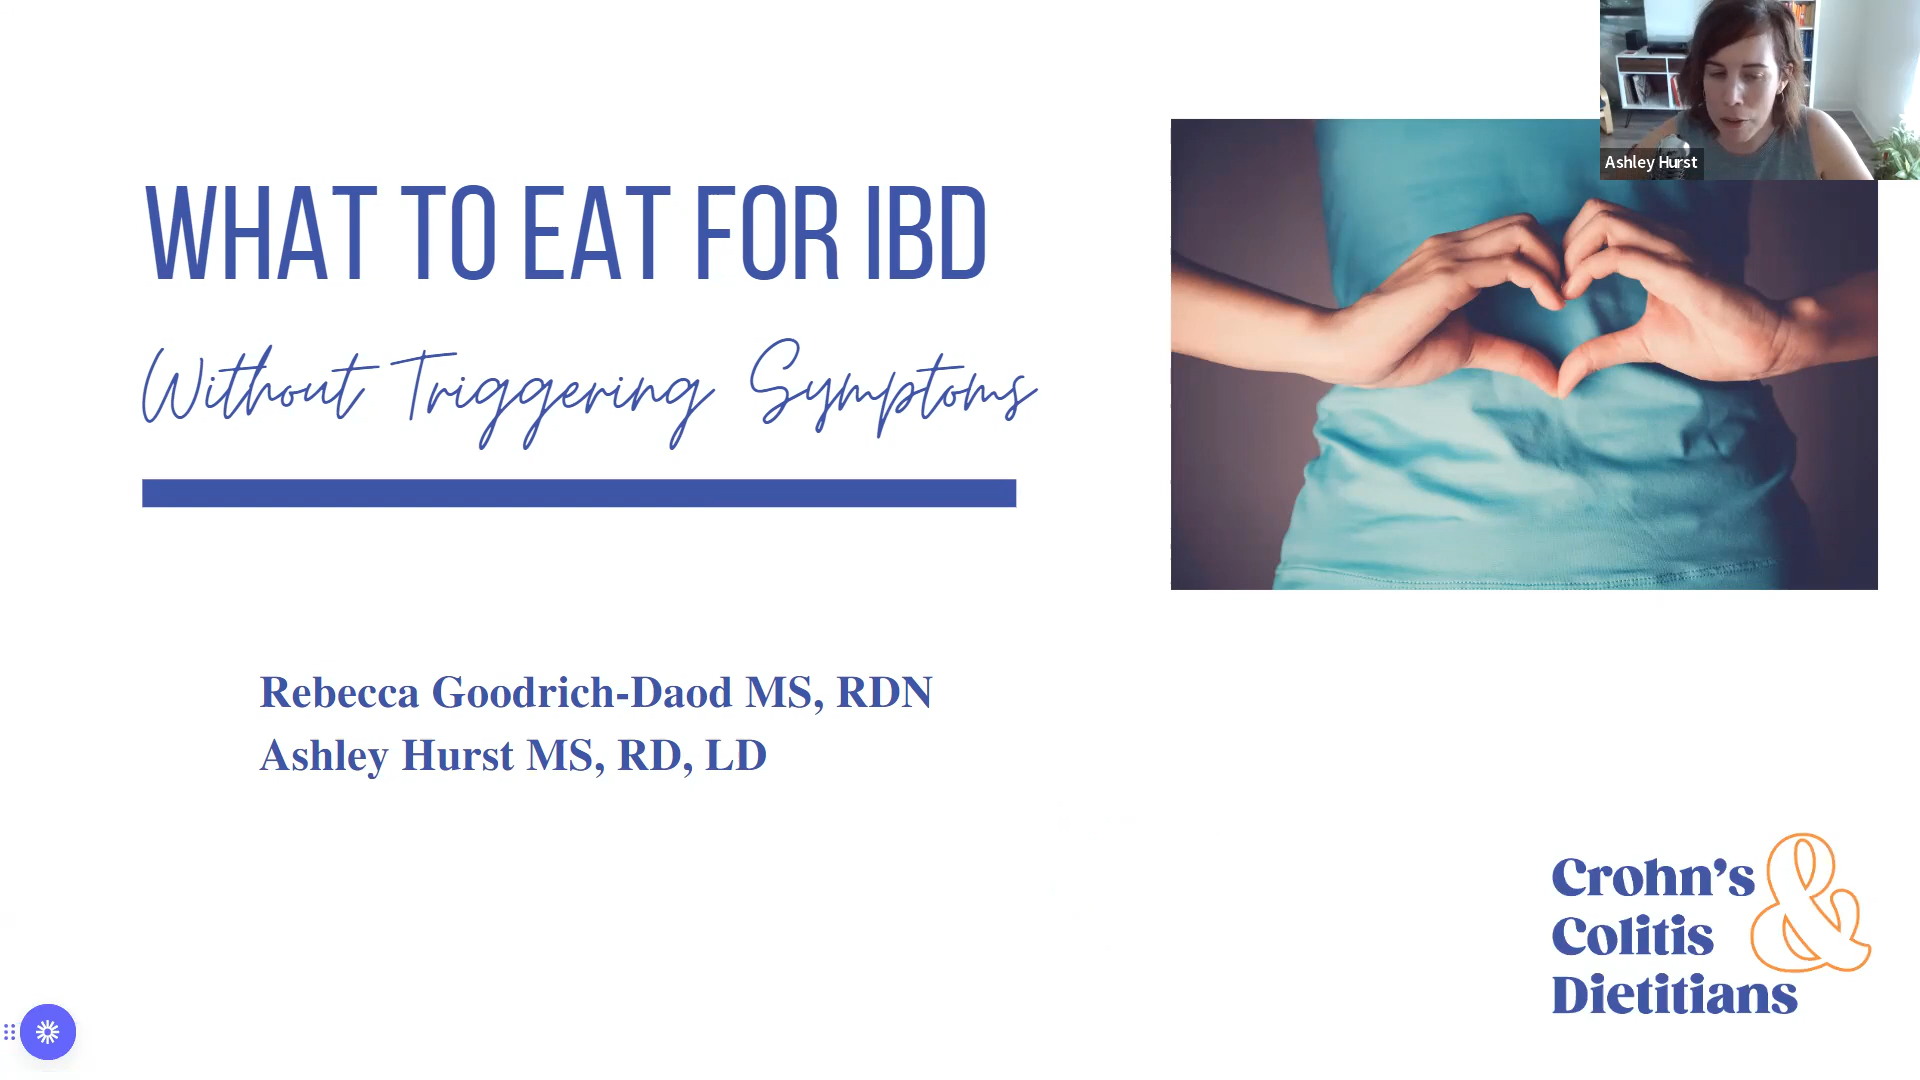 WHAT TO EAT FOR IBD
Without Triggering Symptoms
Rebecca Goodrich-Daod MS, RDN
Ashley Hurst MS, RD, LD
Ashley Hurst
Crohn's &
Colitis
Dietitians